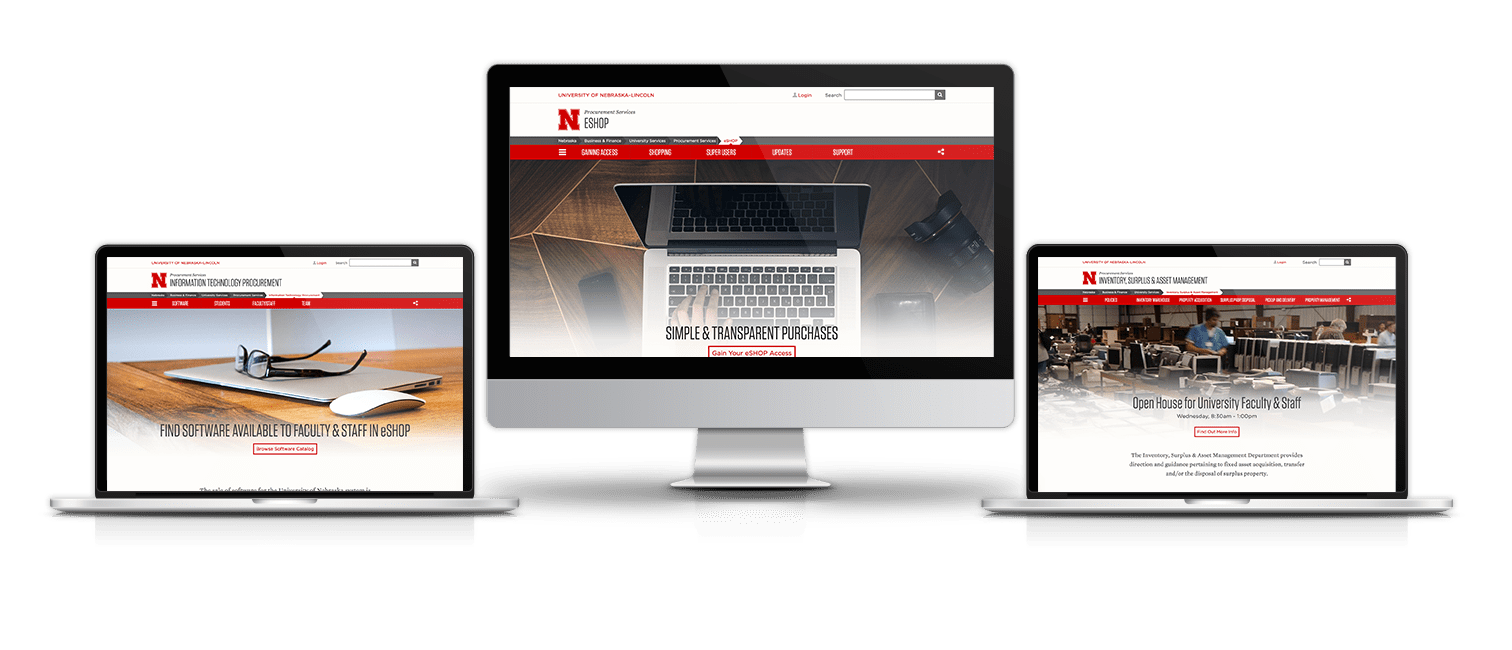 UNIVERSITY OF NEBRASKA-LINCOLN
Login
Search
N
Procurement Services
ESHOP
Nebraska
Business & Finance
University Services
Procurement Services
eSHOP
GAINING ACCESS
SHOPPING
SUPER USERS
UPDATES
SUPPORT
SIMPLE & TRANSPARENT PURCHASES
Gain Your eSHOP Access
UNIVERSITY OF NEBRASKA-LINCOLN
Login
Search
N
Procurement Services
INFORMATION TECHNOLOGY PROCUREMENT
Nebraska
Business & Finance
University Services
Procurement Services
Information Technology Procurement
SOFTWARE
STUDENTS
FACULTY/STAFF
TEAM
FIND SOFTWARE AVAILABLE TO FACULTY & STAFF IN eSHOP
Browse Software Catalog
The sale of software for the University of Nebraska system is
UNIVERSITY OF NEBRASKA-LINCOLN
Login
Search
N
Procurement Services
INVENTORY, SURPLUS & ASSET MANAGEMENT
Nebraska
Business & Finance
University Services
Inventory, Surplus & Asset Management
POLICIES
INVENTORY WAREHOUSE
PROPERTY ACQUISITION
SURPLUS PROP. DISPOSAL
PICKUP AND DELIVERY
PROPERTY MANAGEMENT
Open House for University Faculty & Staff
Wednesday, 8:30am - 1:00pm
Find Out More Info
The Inventory, Surplus & Asset Management Department provides
direction and guidance pertaining to fixed asset acquisition, transfer
and/or the disposal of surplus property.